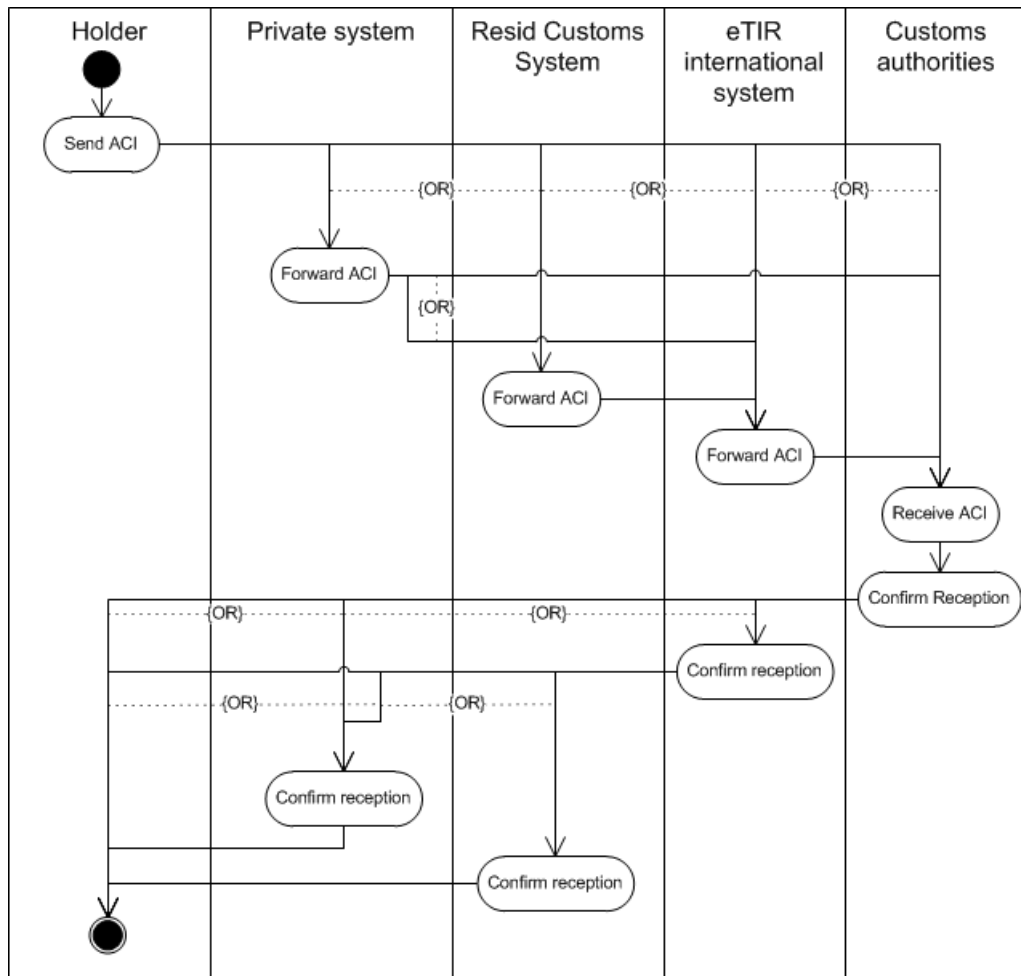 Holder
Private system
Resid Customs
System
eTIR
international
system
Customs
authorities
Send ACI
{OR}
{OR}
{OR}
Forward ACI
{OR}
Forward ACI
Forward ACI
Receive ACI
Confirm Reception
{OR}
{OR}
Confirm reception
{OR}
{OR}
Confirm reception
Confirm reception